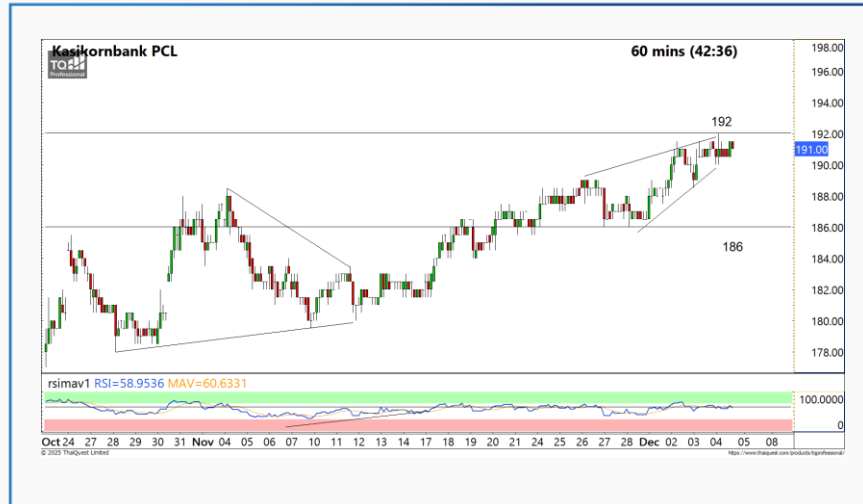 Kasikornbank PCL
60 mins (42:36)
TQ
Professional
198.00
196.00
194.00
192
192.00
191.00
190.00
188.00
186.00
186
184.00
182.00
180.00
178.00
rsimav1 RSI=58.9536 MAV=60.6331
100.0000
0
Oct 24 27 28 29 30 31 Nov 04 05 06 07 10 11 12 13 14 17 18 19 20 21 24 25 26 27 28 Dec 02 03 04 05 08
© 2025 ThaiQuest Limited
https://www.thaiquest.com/products/tqprofessional/